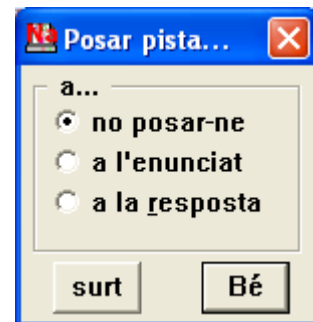 Posar pista...
a...
no posar-ne
a l'enunciat
a la resposta
surt
Bé